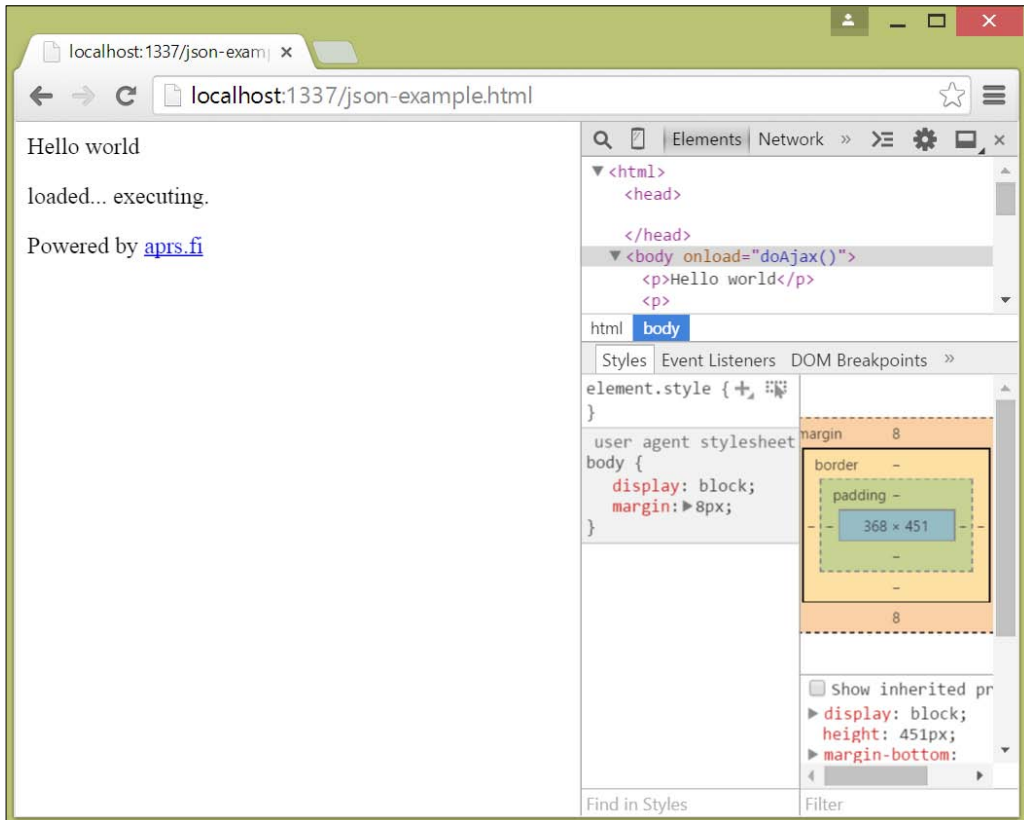 localhost:1337/json-exam
localhost:1337/json-example.html
Hello world
loaded... executing.
Powered by aprs.fi
Elements Network »
▼<html>
<head>
</head>
▼<body onload="doAjax()">
<p>Hello world</p>
<p>
html body
Styles Event Listeners DOM Breakpoints »
element.style {
}
user agent stylesheet
body {
display: block;
margin:▶8px;
}
margin 8
border –
padding –
– – 368 × 451 – –
–
–
8
Show inherited pr
▶display: block;
height: 451px;
▶margin-bottom:
Find in Styles
Filter